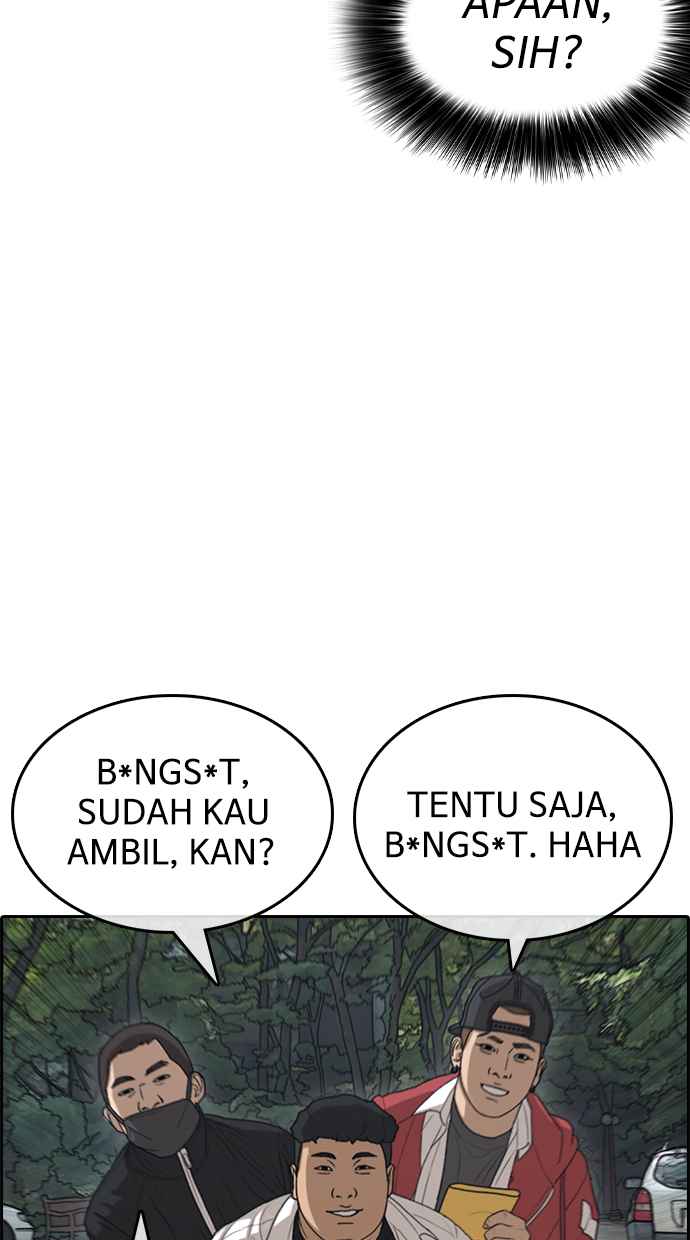 APAAN,
SIH?
B*NGS*T,
SUDAH KAU
AMBIL, KAN?
TENTU SAJA,
B*NGS*T. HAHA